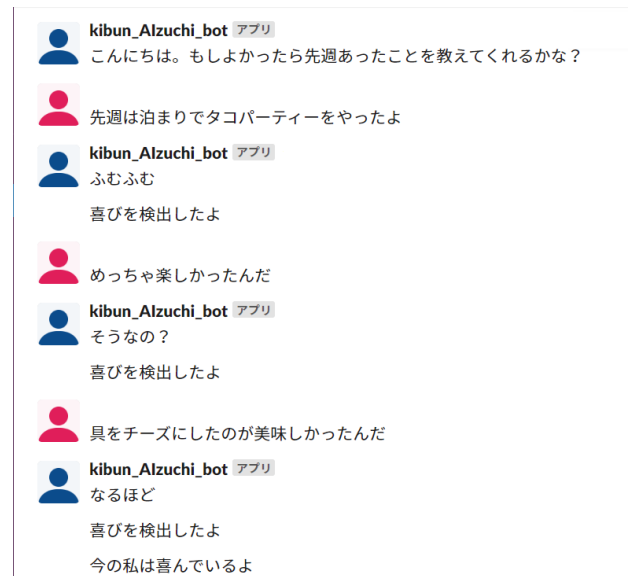 kibun_AIzuchi_bot アプリ
こんにちは。もしよかったら先週あったことを教えてくれるかな？
先週は泊まりでタコパーティーをやったよ
kibun_AIzuchi_bot アプリ
ふむふむ
喜びを検出したよ
めっちゃ楽しかったんだ
kibun_AIzuchi_bot アプリ
そうなの？
喜びを検出したよ
具をチーズにしたのが美味しかったんだ
kibun_AIzuchi_bot アプリ
なるほど
喜びを検出したよ
今の私は喜んでいるよ